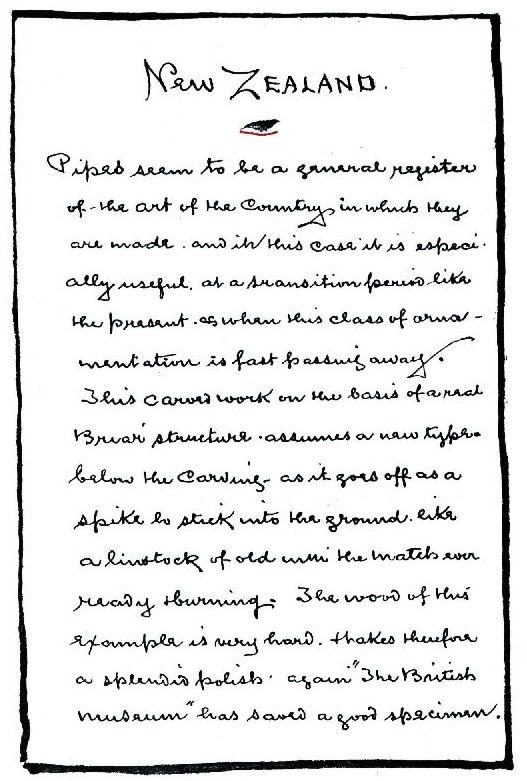 New Zealand.
Pipes seem to be a general register
of the art of the Country in which they
are made. and in this case it is especi-
ally useful. at a transition period like
the present. as when this class of orna-
mentation is fast passing away.
This carved work on the basis of a real
Briar structure. assumes a new type.
below the Carving- as it goes off as a
spike to stick into the ground. like
a linstock of old with the match ever
ready & burning. The wood of this
example is very hard. & takes therefore
a splendid polish. again "The British
Museum" has saved a good specimen.